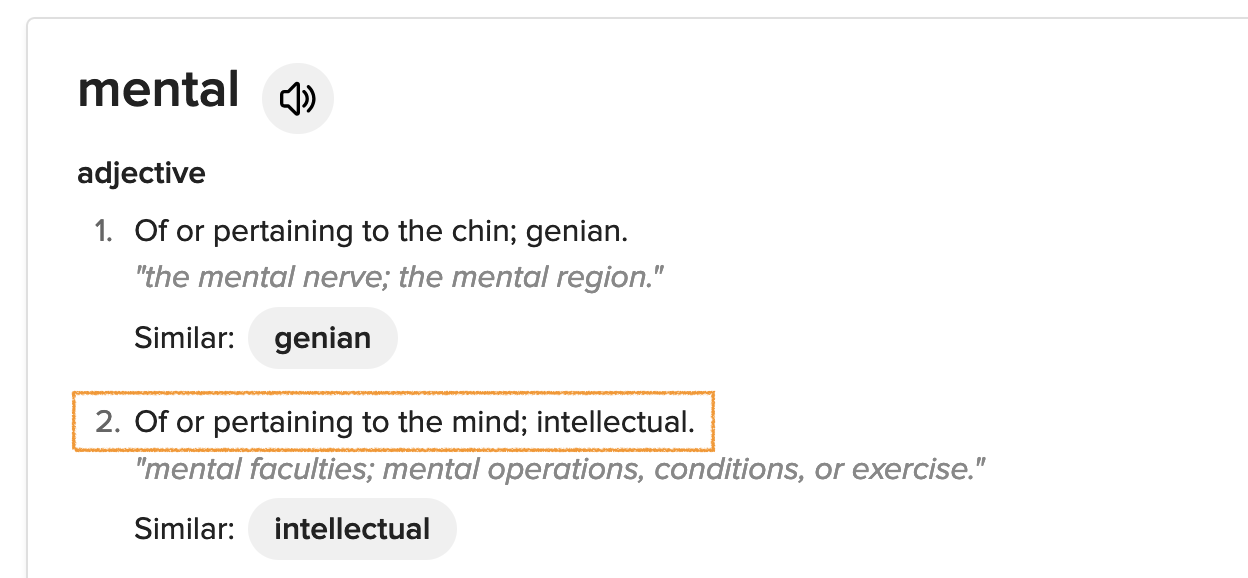 mental
adjective
1. Of or pertaining to the chin; genian.
"the mental nerve; the mental region."
Similar: genian
2. Of or pertaining to the mind; intellectual.
"mental faculties; mental operations, conditions, or exercise."
Similar: intellectual